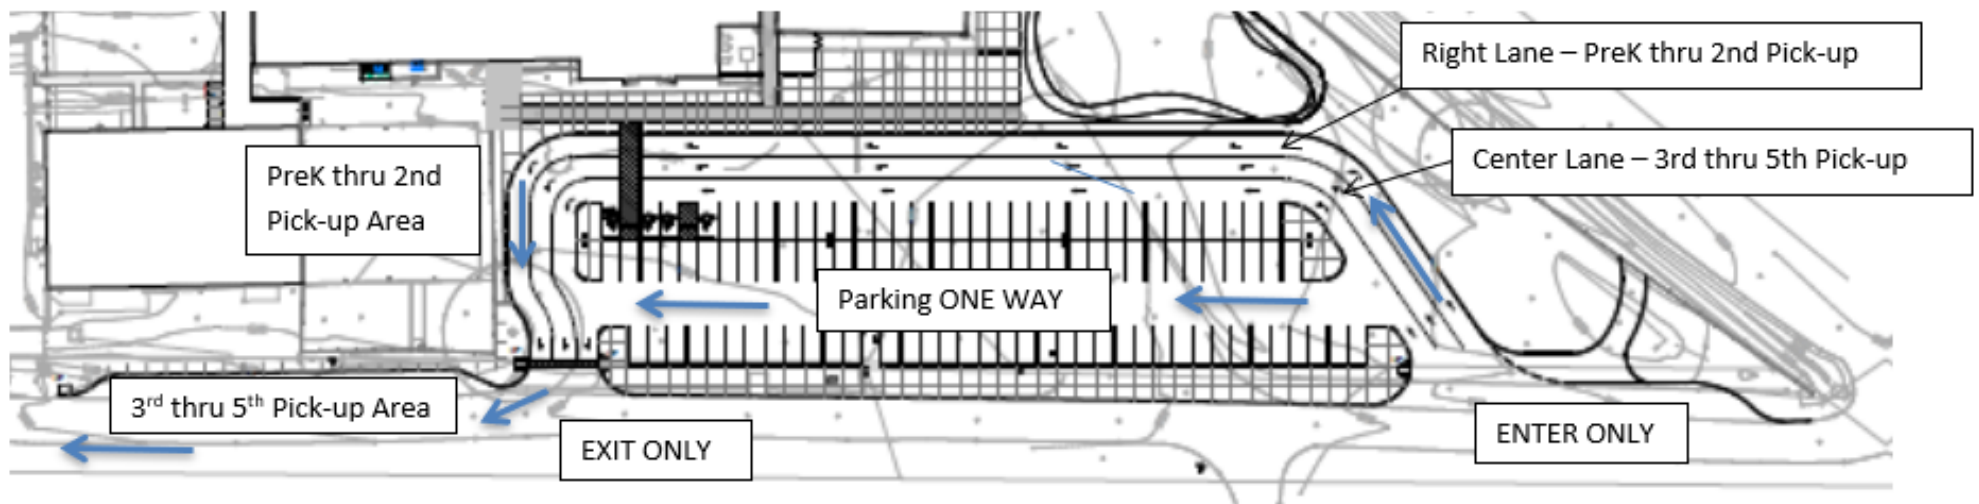 Right Lane – PreK thru 2nd Pick-up
Center Lane – 3rd thru 5th Pick-up
PreK thru 2nd
Pick-up Area
Parking ONE WAY
3rd thru 5th Pick-up Area
EXIT ONLY
ENTER ONLY